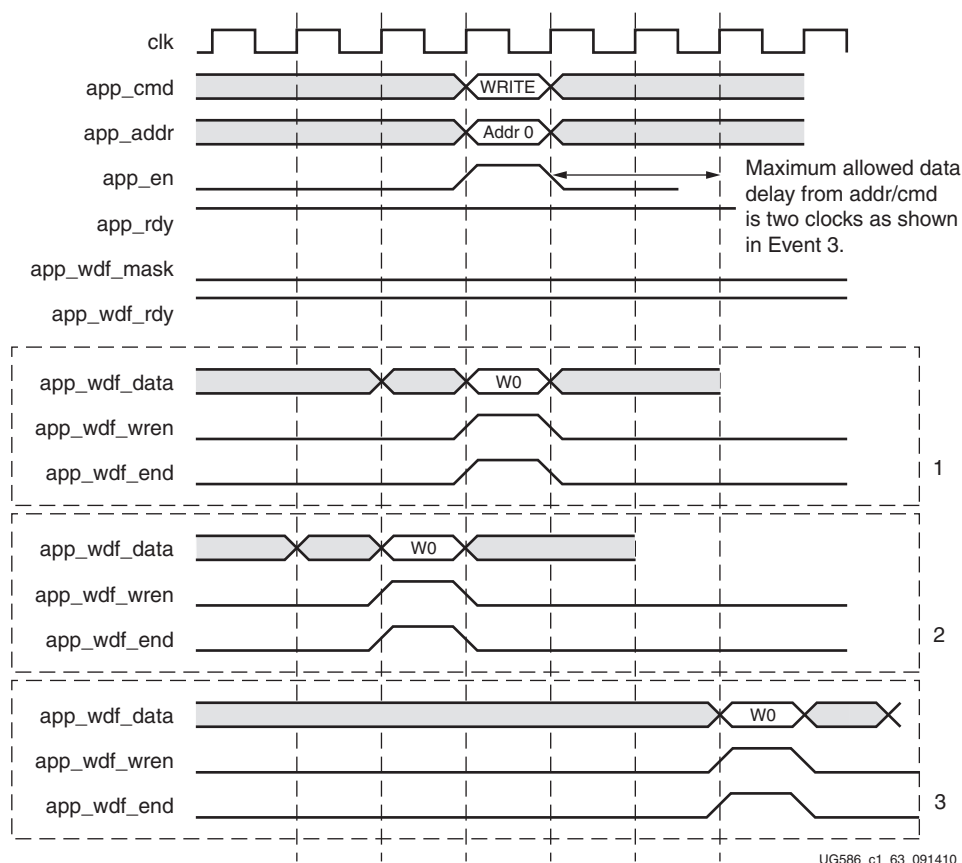 clk
app_cmd
WRITE
app_addr
Addr 0
app_en
Maximum allowed data
delay from addr/cmd
is two clocks as shown
in Event 3.
app_rdy
app_wdf_mask
app_wdf_rdy
app_wdf_data
W0
app_wdf_wren
app_wdf_end
1
app_wdf_data
W0
app_wdf_wren
app_wdf_end
2
app_wdf_data
W0
app_wdf_wren
app_wdf_end
3
UG586_c1_63_091410